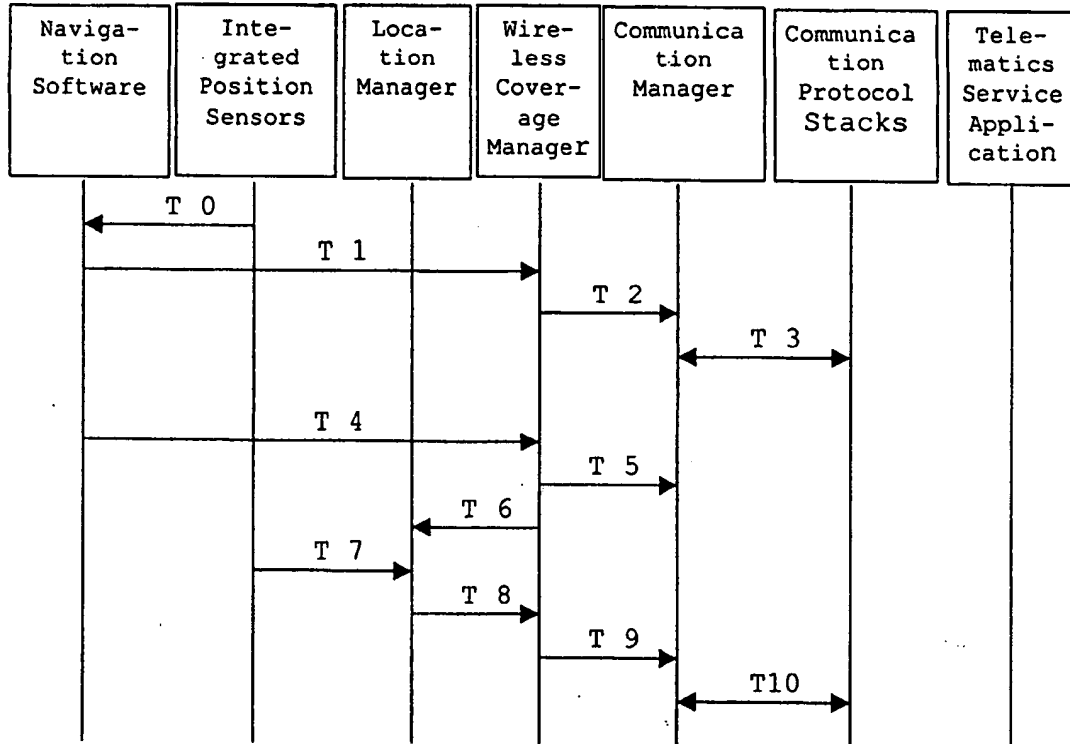 Naviga-
tion
Software
Inte-
grated
Position
Sensors
Loca-
tion
Manager
Wire-
less
Cover-
age
Manager
Communica
tion
Manager
Communica
tion
Protocol
Stacks
Tele-
matics
Service
Appli-
cation
T 0
T 1
T 2
T 3
T 4
T 5
T 6
T 7
T 8
T 9
T10